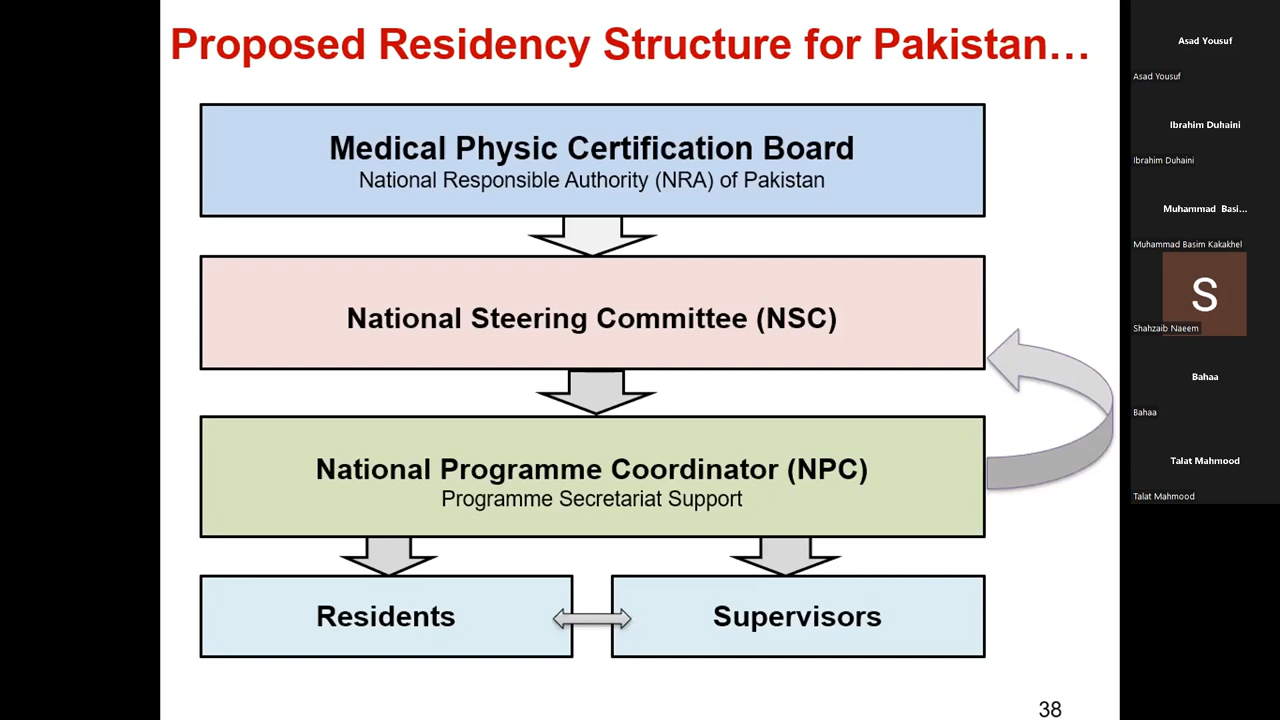 Proposed Residency Structure for Pakistan…
Medical Physic Certification Board
National Responsible Authority (NRA) of Pakistan
National Steering Committee (NSC)
National Programme Coordinator (NPC)
Programme Secretariat Support
Residents
Supervisors
38
Asad Yousuf
Asad Yousuf
Ibrahim Duhaini
Ibrahim Duhaini
Muhammad Basi...
Muhammad Basim Kakakhel
S
Shahzaib Naeem
Bahaa
Bahaa
Talat Mahmood
Talat Mahmood